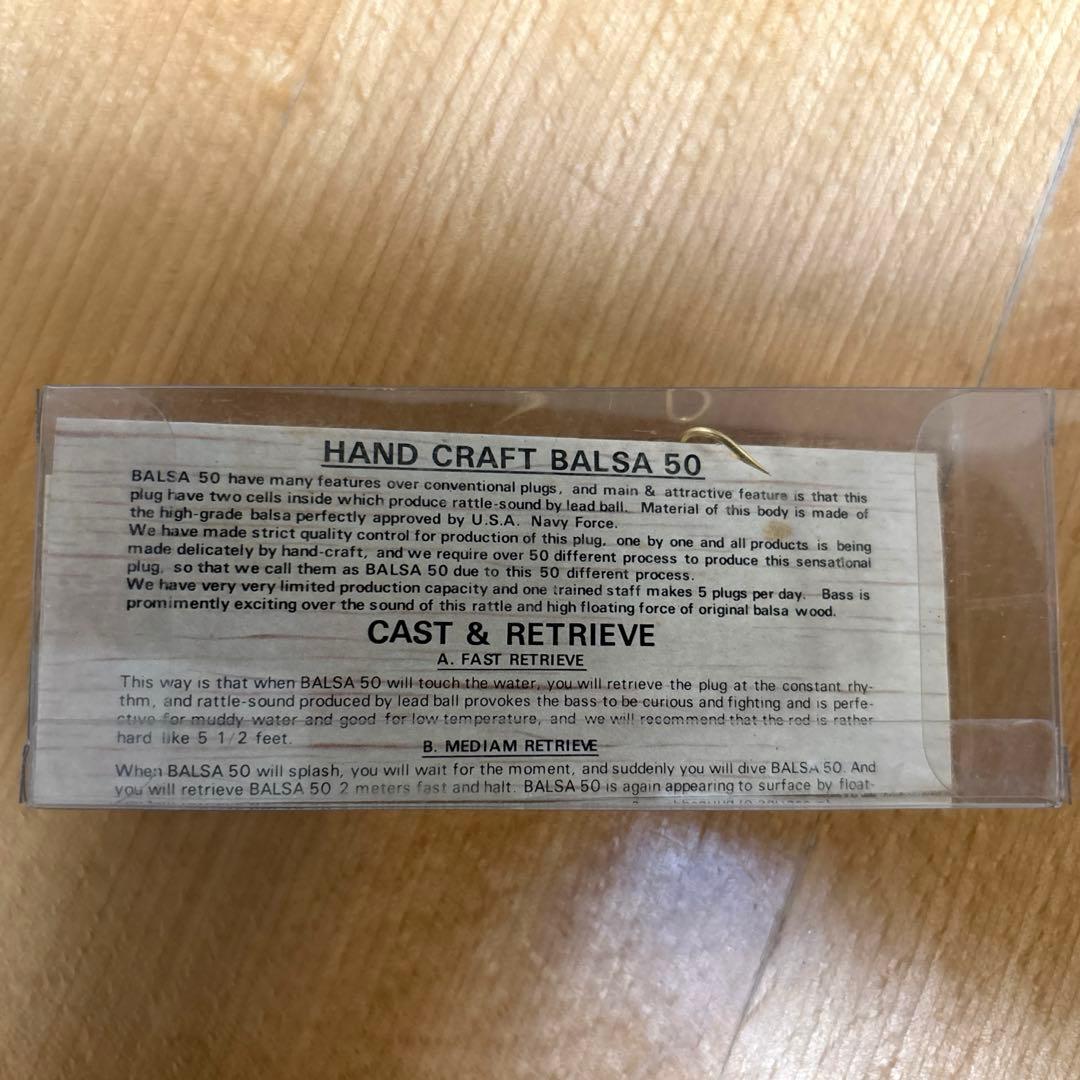 HAND CRAFT BALSA 50
BALSA 50 have many features over conventional plugs, and main & attractive feature is that this
plug have two cells inside which produce rattle-sound by lead ball. Material of this body is made of
the high-grade balsa perfectly approved by U.S.A. Navy Force.
We have made strict quality control for production of this plug, one by one and all products is being
made delicately by hand-craft, and we require over 50 different process to produce this sensational
plug, so that we call them as BALSA 50 due to this 50 different process.
We have very very limited production capacity and one trained staff makes 5 plugs per day. Bass is
promimently exciting over the sound of this rattle and high floating force of original balsa wood.
CAST & RETRIEVE
A. FAST RETRIEVE
This way is that when BALSA 50 will touch the water, you will retrieve the plug at the constant rhy-
thm, and rattle-sound produced by lead ball provokes the bass to be curious and fighting and is perfe-
ctive for muddy water and good for low temperature, and we will recommend that the rod is rather
hard like 5 1/2 feet.
B. MEDIAM RETRIEVE
When BALSA 50 will splash, you will wait for the moment, and suddenly you will dive BALSA 50. And
you will retrieve BALSA 50 2 meters fast and halt. BALSA 50 is again appearing to surface by float-